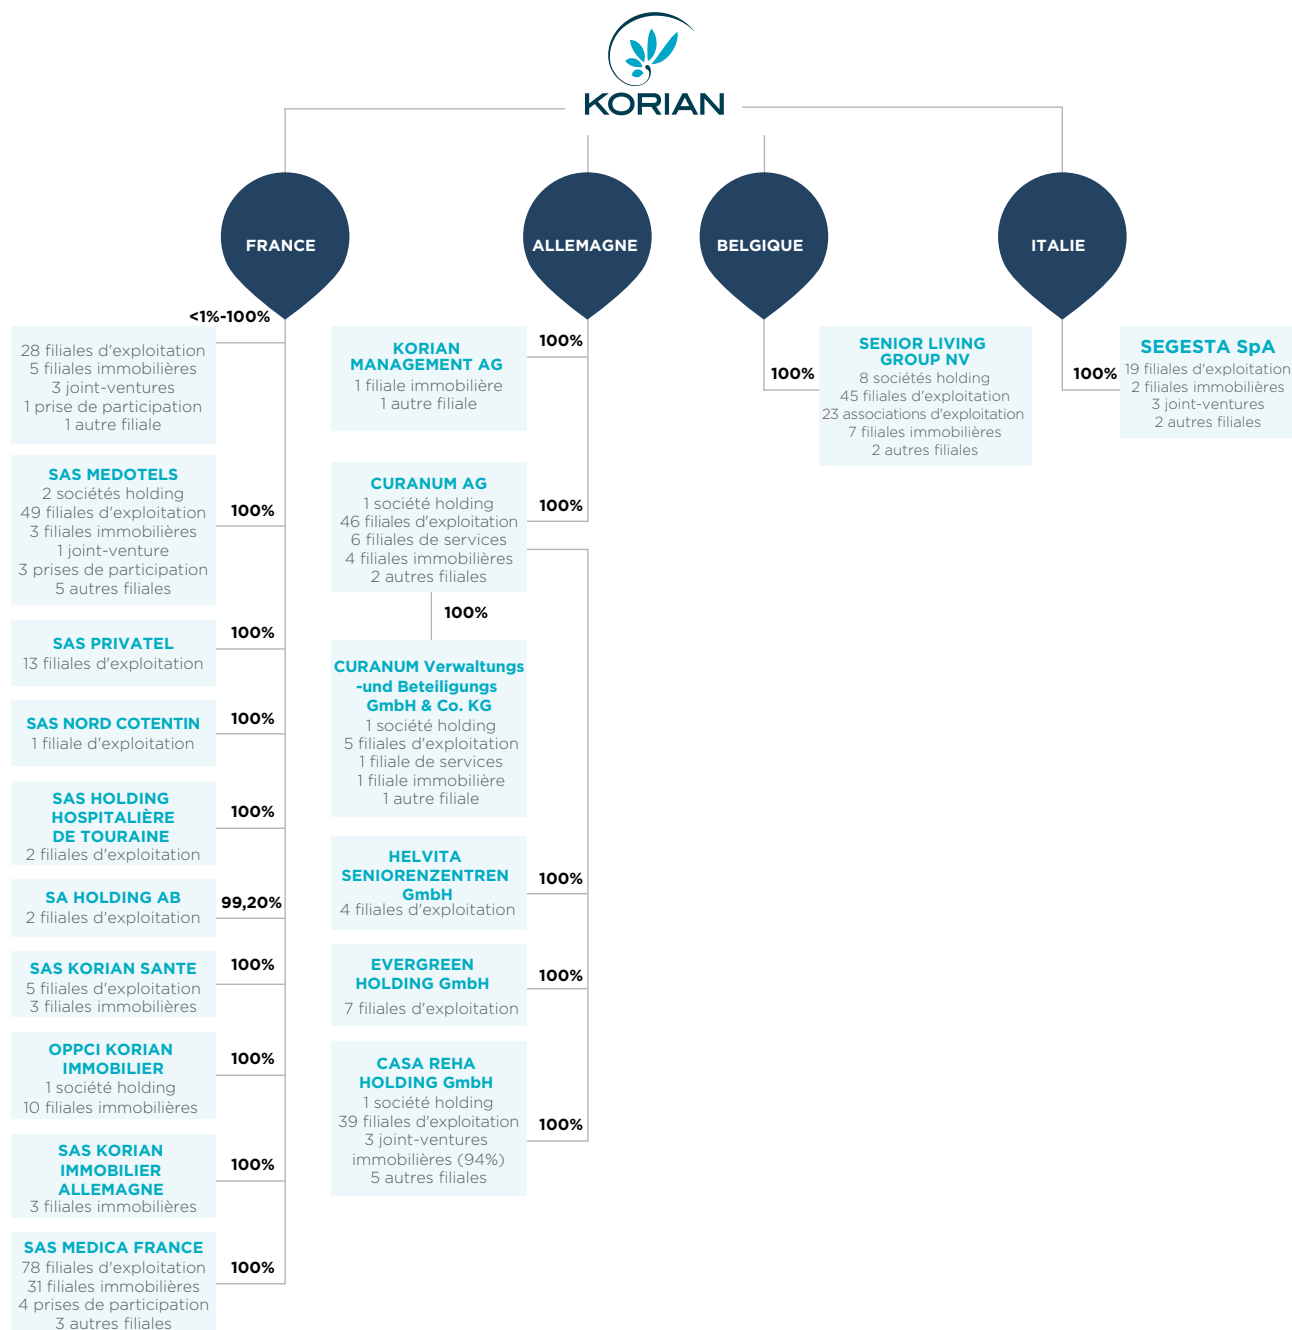 KORIAN
FRANCE
<1%-100%
28 filiales d'exploitation
5 filiales immobilières
3 joint-ventures
1 prise de participation
1 autre filiale
SAS MEDOTELS
2 sociétés holding
49 filiales d'exploitation
3 filiales immobilières
1 joint-venture
3 prises de participation
5 autres filiales
100%
SAS PRIVATEL
13 filiales d'exploitation
100%
SAS NORD COTENTIN
1 filiale d'exploitation
100%
SAS HOLDING
HOSPITALIÈRE
DE TOURAINE
2 filiales d'exploitation
100%
SA HOLDING AB
2 filiales d'exploitation
99,20%
SAS KORIAN SANTE
5 filiales d'exploitation
3 filiales immobilières
100%
OPPCI KORIAN
IMMOBILIER
1 société holding
10 filiales immobilières
100%
SAS KORIAN
IMMOBILIER
ALLEMAGNE
3 filiales immobilières
100%
SAS MEDICA FRANCE
78 filiales d'exploitation
31 filiales immobilières
4 prises de participation
3 autres filiales
100%
ALLEMAGNE
KORIAN
MANAGEMENT AG
1 filiale immobilière
1 autre filiale
100%
CURANUM AG
1 société holding
46 filiales d'exploitation
6 filiales de services
4 filiales immobilières
2 autres filiales
100%
100%
CURANUM Verwaltungs
-und Beteiligungs
GmbH & Co. KG
1 société holding
5 filiales d'exploitation
1 filiale de services
1 filiale immobilière
1 autre filiale
HELVITA
SENIORENZENTREN
GmbH
4 filiales d'exploitation
100%
EVERGREEN
HOLDING GmbH
7 filiales d'exploitation
100%
CASA REHA
HOLDING GmbH
1 société holding
39 filiales d'exploitation
3 joint-ventures
immobilières (94%)
5 autres filiales
100%
BELGIQUE
100%
SENIOR LIVING
GROUP NV
8 sociétés holding
45 filiales d'exploitation
23 associations d'exploitation
7 filiales immobilières
2 autres filiales
ITALIE
100%
SEGESTA SpA
19 filiales d'exploitation
2 filiales immobilières
3 joint-ventures
2 autres filiales